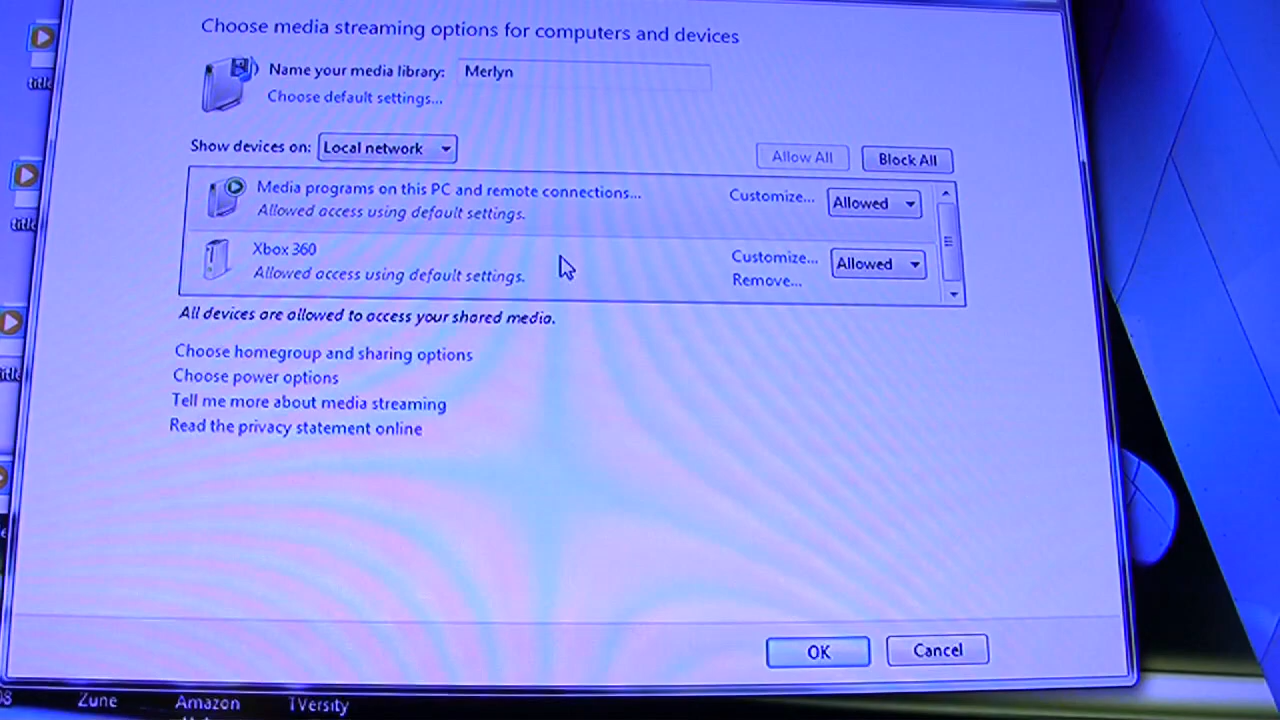 Choose media streaming options for computers and devices
Name your media library: Merlyn
Choose default settings...
Show devices on: Local network
Allow All
Block All
Media programs on this PC and remote connections...
Customize...
Allowed
Allowed access using default settings.
Xbox 360
Customize...
Allowed
Allowed access using default settings.
Remove...
All devices are allowed to access your shared media.
Choose homegroup and sharing options
Choose power options
Tell me more about media streaming
Read the privacy statement online
OK
Cancel
Zune
Amazon
TVersity